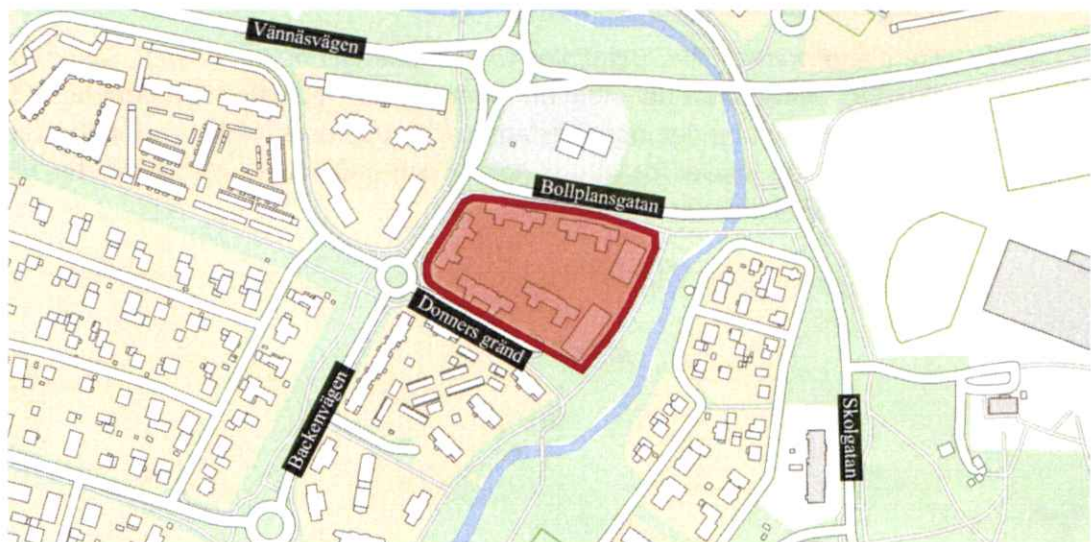 Vännäsvägen
Bollplansgatan
Donners gränd
Backenvägen
Skolgatan